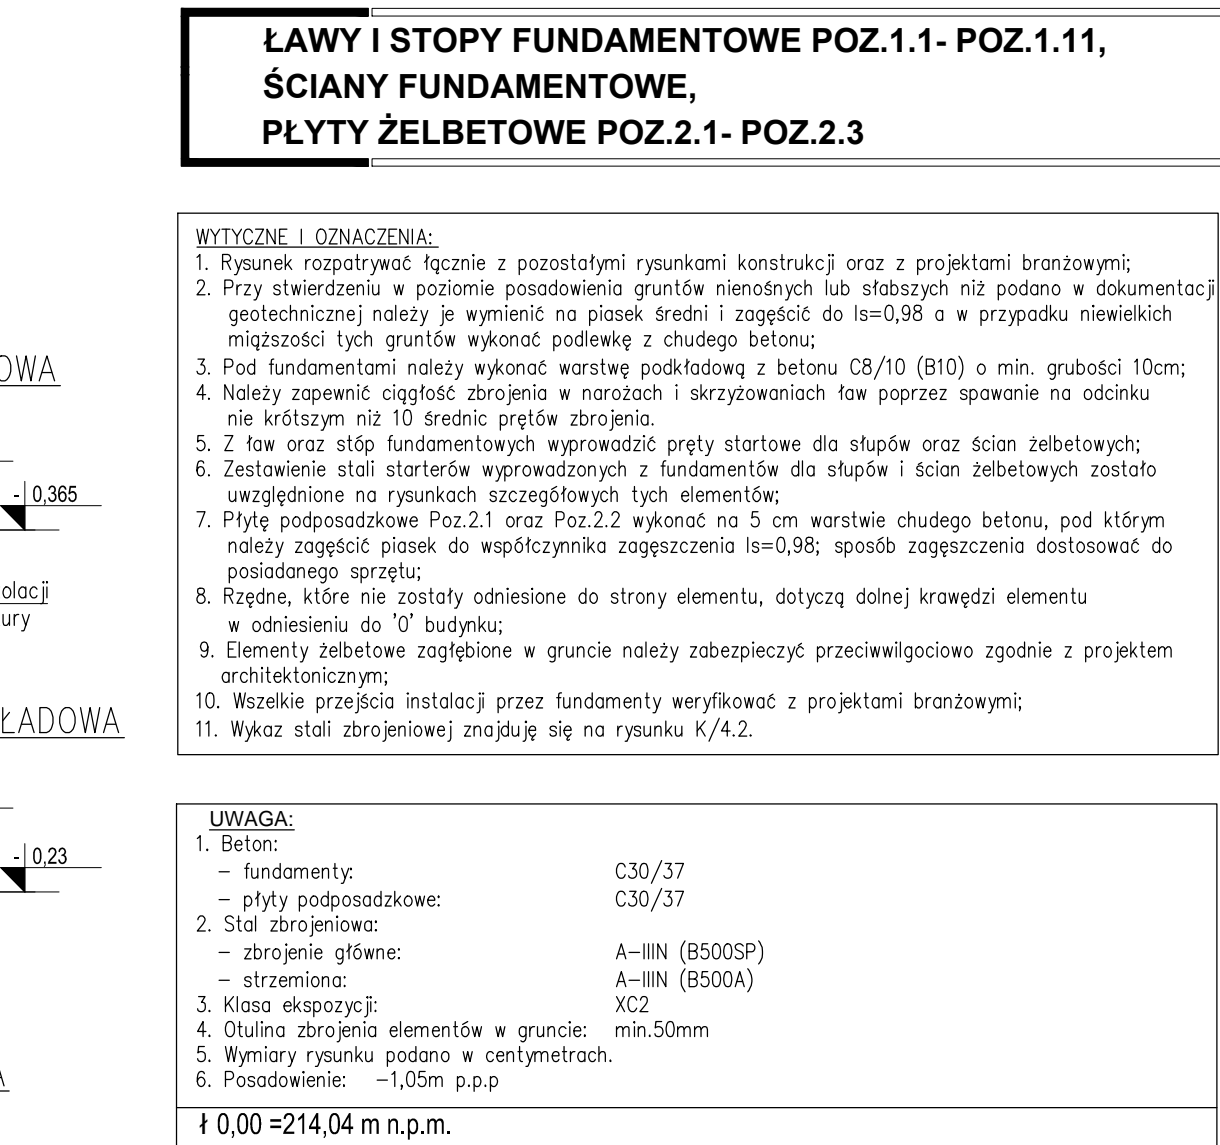 ŁAWY I STOPY FUNDAMENTOWE POZ.1.1- POZ.1.11,
ŚCIANY FUNDAMENTOWE,
PŁYTY ŻELBETOWE POZ.2.1- POZ.2.3
WYTYCZNE I OZNACZENIA:
1. Rysunek rozpatrywać łącznie z pozostałymi rysunkami konstrukcji oraz z projektami branżowymi;
2. Przy stwierdzeniu w poziomie posadowienia gruntów nienośnych lub słabszych niż podano w dokumentacji
geotechnicznej należy je wymienić na piasek średni i zagęścić do Is=0,98 a w przypadku niewielkich
miąższości tych gruntów wykonać podlewkę z chudego betonu;
3. Pod fundamentami należy wykonać warstwę podkładową z betonu C8/10 (B10) o min. grubości 10cm;
4. Należy zapewnić ciągłość zbrojenia w narożach i skrzyżowaniach ław poprzez spawanie na odcinku
nie krótszym niż 10 średnic prętów zbrojenia.
5. Z ław oraz stóp fundamentowych wyprowadzić pręty startowe dla słupów oraz ścian żelbetowych;
6. Zestawienie stali starterów wyprowadzonych z fundamentów dla słupów i ścian żelbetowych zostało
uwzględnione na rysunkach szczegółowych tych elementów;
7. Płytę podposadzkowe Poz.2.1 oraz Poz.2.2 wykonać na 5 cm warstwie chudego betonu, pod którym
należy zagęścić piasek do współczynnika zagęszczenia Is=0,98; sposób zagęszczenia dostosować do
posiadanego sprzętu;
8. Rzędne, które nie zostały odniesione do strony elementu, dotyczą dolnej krawędzi elementu
w odniesieniu do '0' budynku;
9. Elementy żelbetowe zagłębione w gruncie należy zabezpieczyć przeciwwilgociowo zgodnie z projektem
architektonicznym;
10. Wszelkie przejścia instalacji przez fundamenty weryfikować z projektami branżowymi;
11. Wykaz stali zbrojeniowej znajduję się na rysunku K/4.2.
OWA
- 0,365
olacji
ury
ŁADOWA
- 0,23
A
UWAGA:
1. Beton:
– fundamenty: C30/37
– płyty podposadzkowe: C30/37
2. Stal zbrojeniowa:
– zbrojenie główne: A–IIIN (B500SP)
– strzemiona: A–IIIN (B500A)
3. Klasa ekspozycji: XC2
4. Otulina zbrojenia elementów w gruncie: min.50mm
5. Wymiary rysunku podano w centymetrach.
6. Posadowienie: –1,05m p.p.p
ł 0,00 =214,04 m n.p.m.